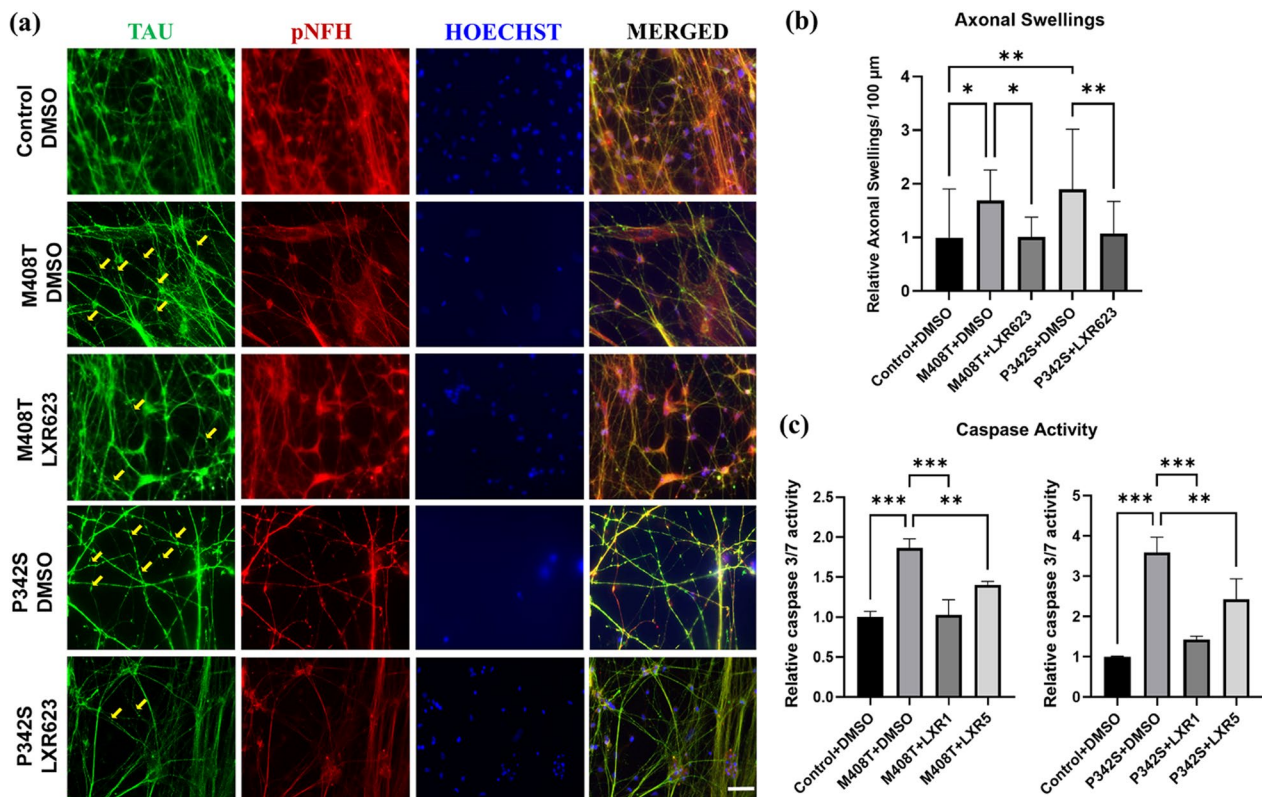 (a)
TAU
pNFH
HOECHST
MERGED
Control
DMSO
M408T
DMSO
M408T
LXR623
P342S
DMSO
P342S
LXR623
(b)
Axonal Swellings
Relative Axonal Swellings/ 100 µm
4
3
2
1
0
**
*
*
**
Control+DMSO
M408T+DMSO
M408T+LXR623
P342S+DMSO
P342S+LXR623
(c)
Caspase Activity
Relative caspase 3/7 activity
2.5
2.0
1.5
1.0
0.5
0.0
***
***
**
Control+DMSO
M408T+DMSO
M408T+LXR1
M408T+LXR5
Relative caspase 3/7 activity
5
4
3
2
1
0
***
***
**
Control+DMSO
P342S+DMSO
P342S+LXR1
P342S+LXR5